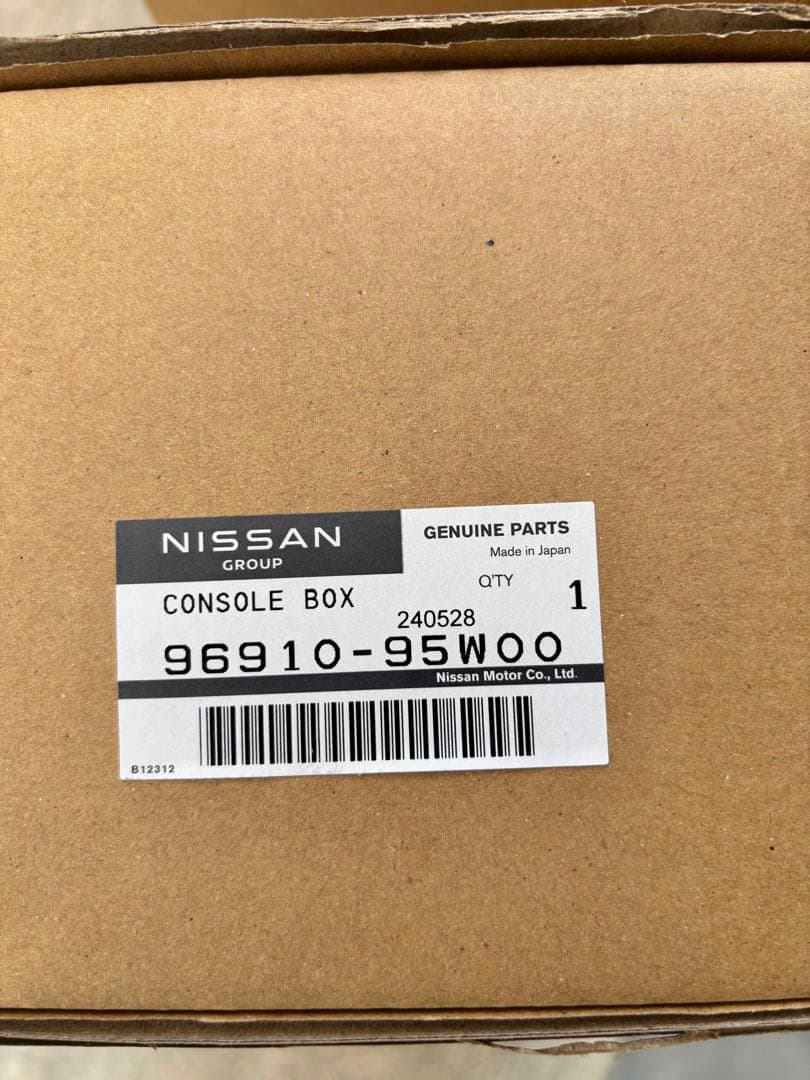 NISSAN
GROUP
GENUINE PARTS
Made in Japan
Q'TY 1
CONSOLE BOX
240528
96910-95W00
Nissan Motor Co., Ltd.
B12312